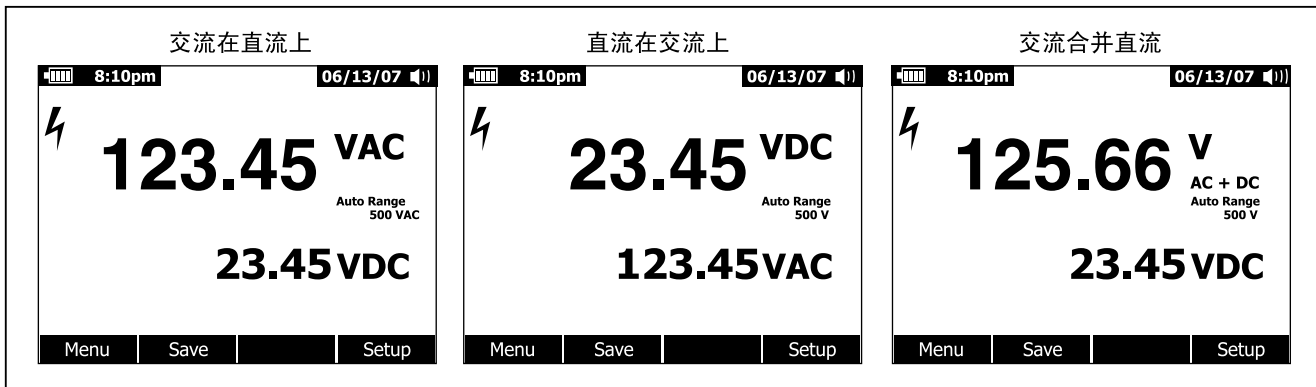 交流在直流上
8:10pm 06/13/07
123.45 VAC
Auto Range
500 VAC
23.45 VDC
Menu Save Setup
直流在交流上
8:10pm 06/13/07
23.45 VDC
Auto Range
500 V
123.45 VAC
Menu Save Setup
交流合并直流
8:10pm 06/13/07
125.66 V
AC + DC
Auto Range
500 V
23.45 VDC
Menu Save Setup